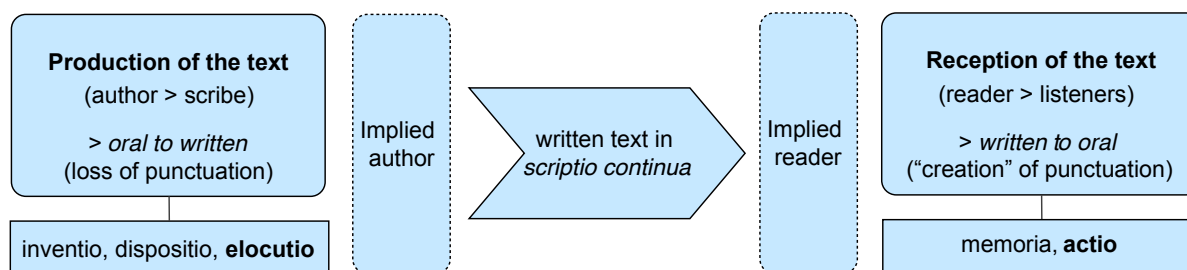 Production of the text
(author > scribe)
> oral to written
(loss of punctuation)
inventio, dispositio, elocutio
Implied
author
written text in
scriptio continua
Implied
reader
Reception of the text
(reader > listeners)
> written to oral
(“creation” of punctuation)
memoria, actio